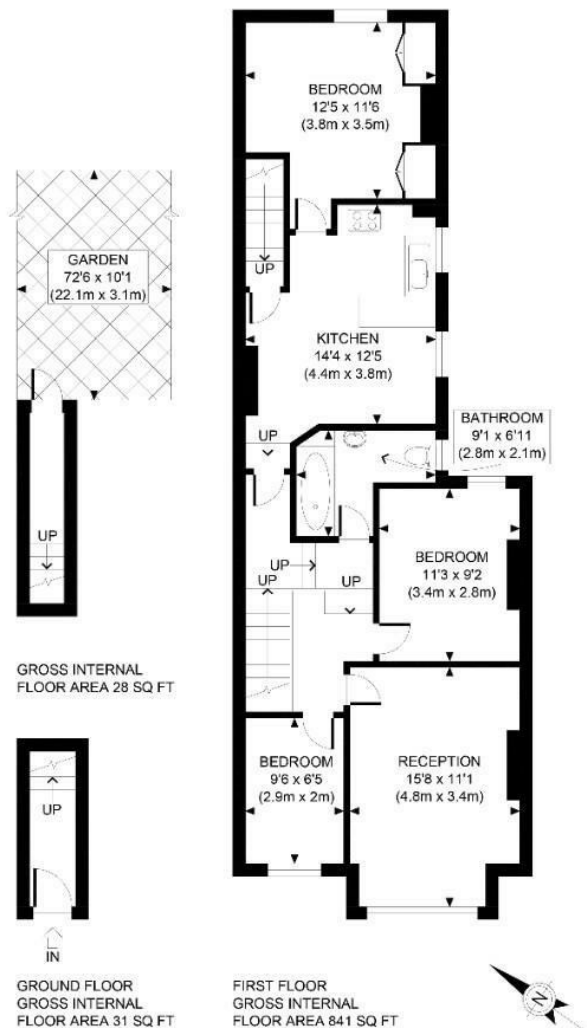 BEDROOM
12'5 x 11'6
(3.8m x 3.5m)
GARDEN
72'6 x 10'1
(22.1m x 3.1m)
UP
KITCHEN
14'4 x 12'5
(4.4m x 3.8m)
UP
BATHROOM
9'1 x 6'11
(2.8m x 2.1m)
UP
BEDROOM
11'3 x 9'2
(3.4m x 2.8m)
UP
UP
UP
GROSS INTERNAL
FLOOR AREA 28 SQ FT
BEDROOM
9'6 x 6'5
(2.9m x 2m)
RECEPTION
15'8 x 11'1
(4.8m x 3.4m)
UP
IN
GROUND FLOOR
GROSS INTERNAL
FLOOR AREA 31 SQ FT
FIRST FLOOR
GROSS INTERNAL
FLOOR AREA 841 SQ FT
N